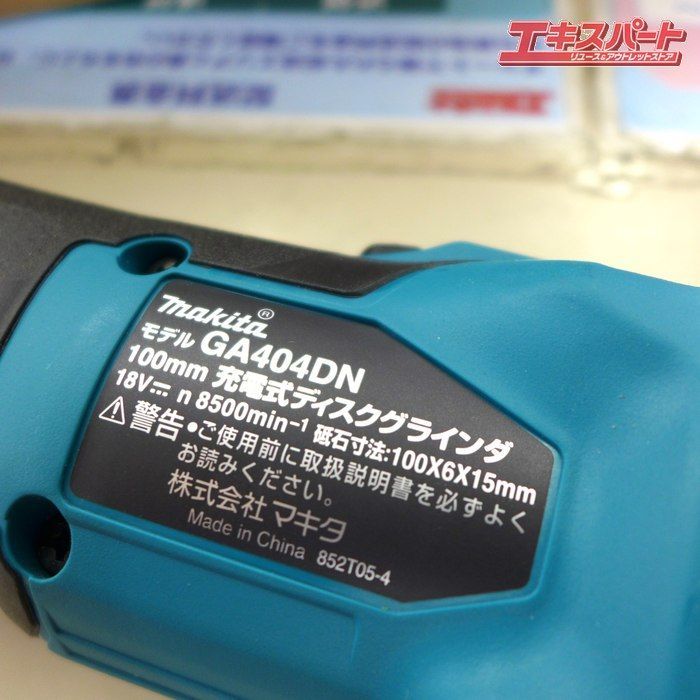 エキスパート
リユース&アウトレットストア
makita®
モデル GA404DN
100mm 充電式ディスクグラインダ
18V⎓ n 8500min⁻¹ 砥石寸法:100X6X15mm
⚠警告 •ご使用前に取扱説明書を必ずよく
お読みください。
株式会社 マキタ
Made in China 852T05-4